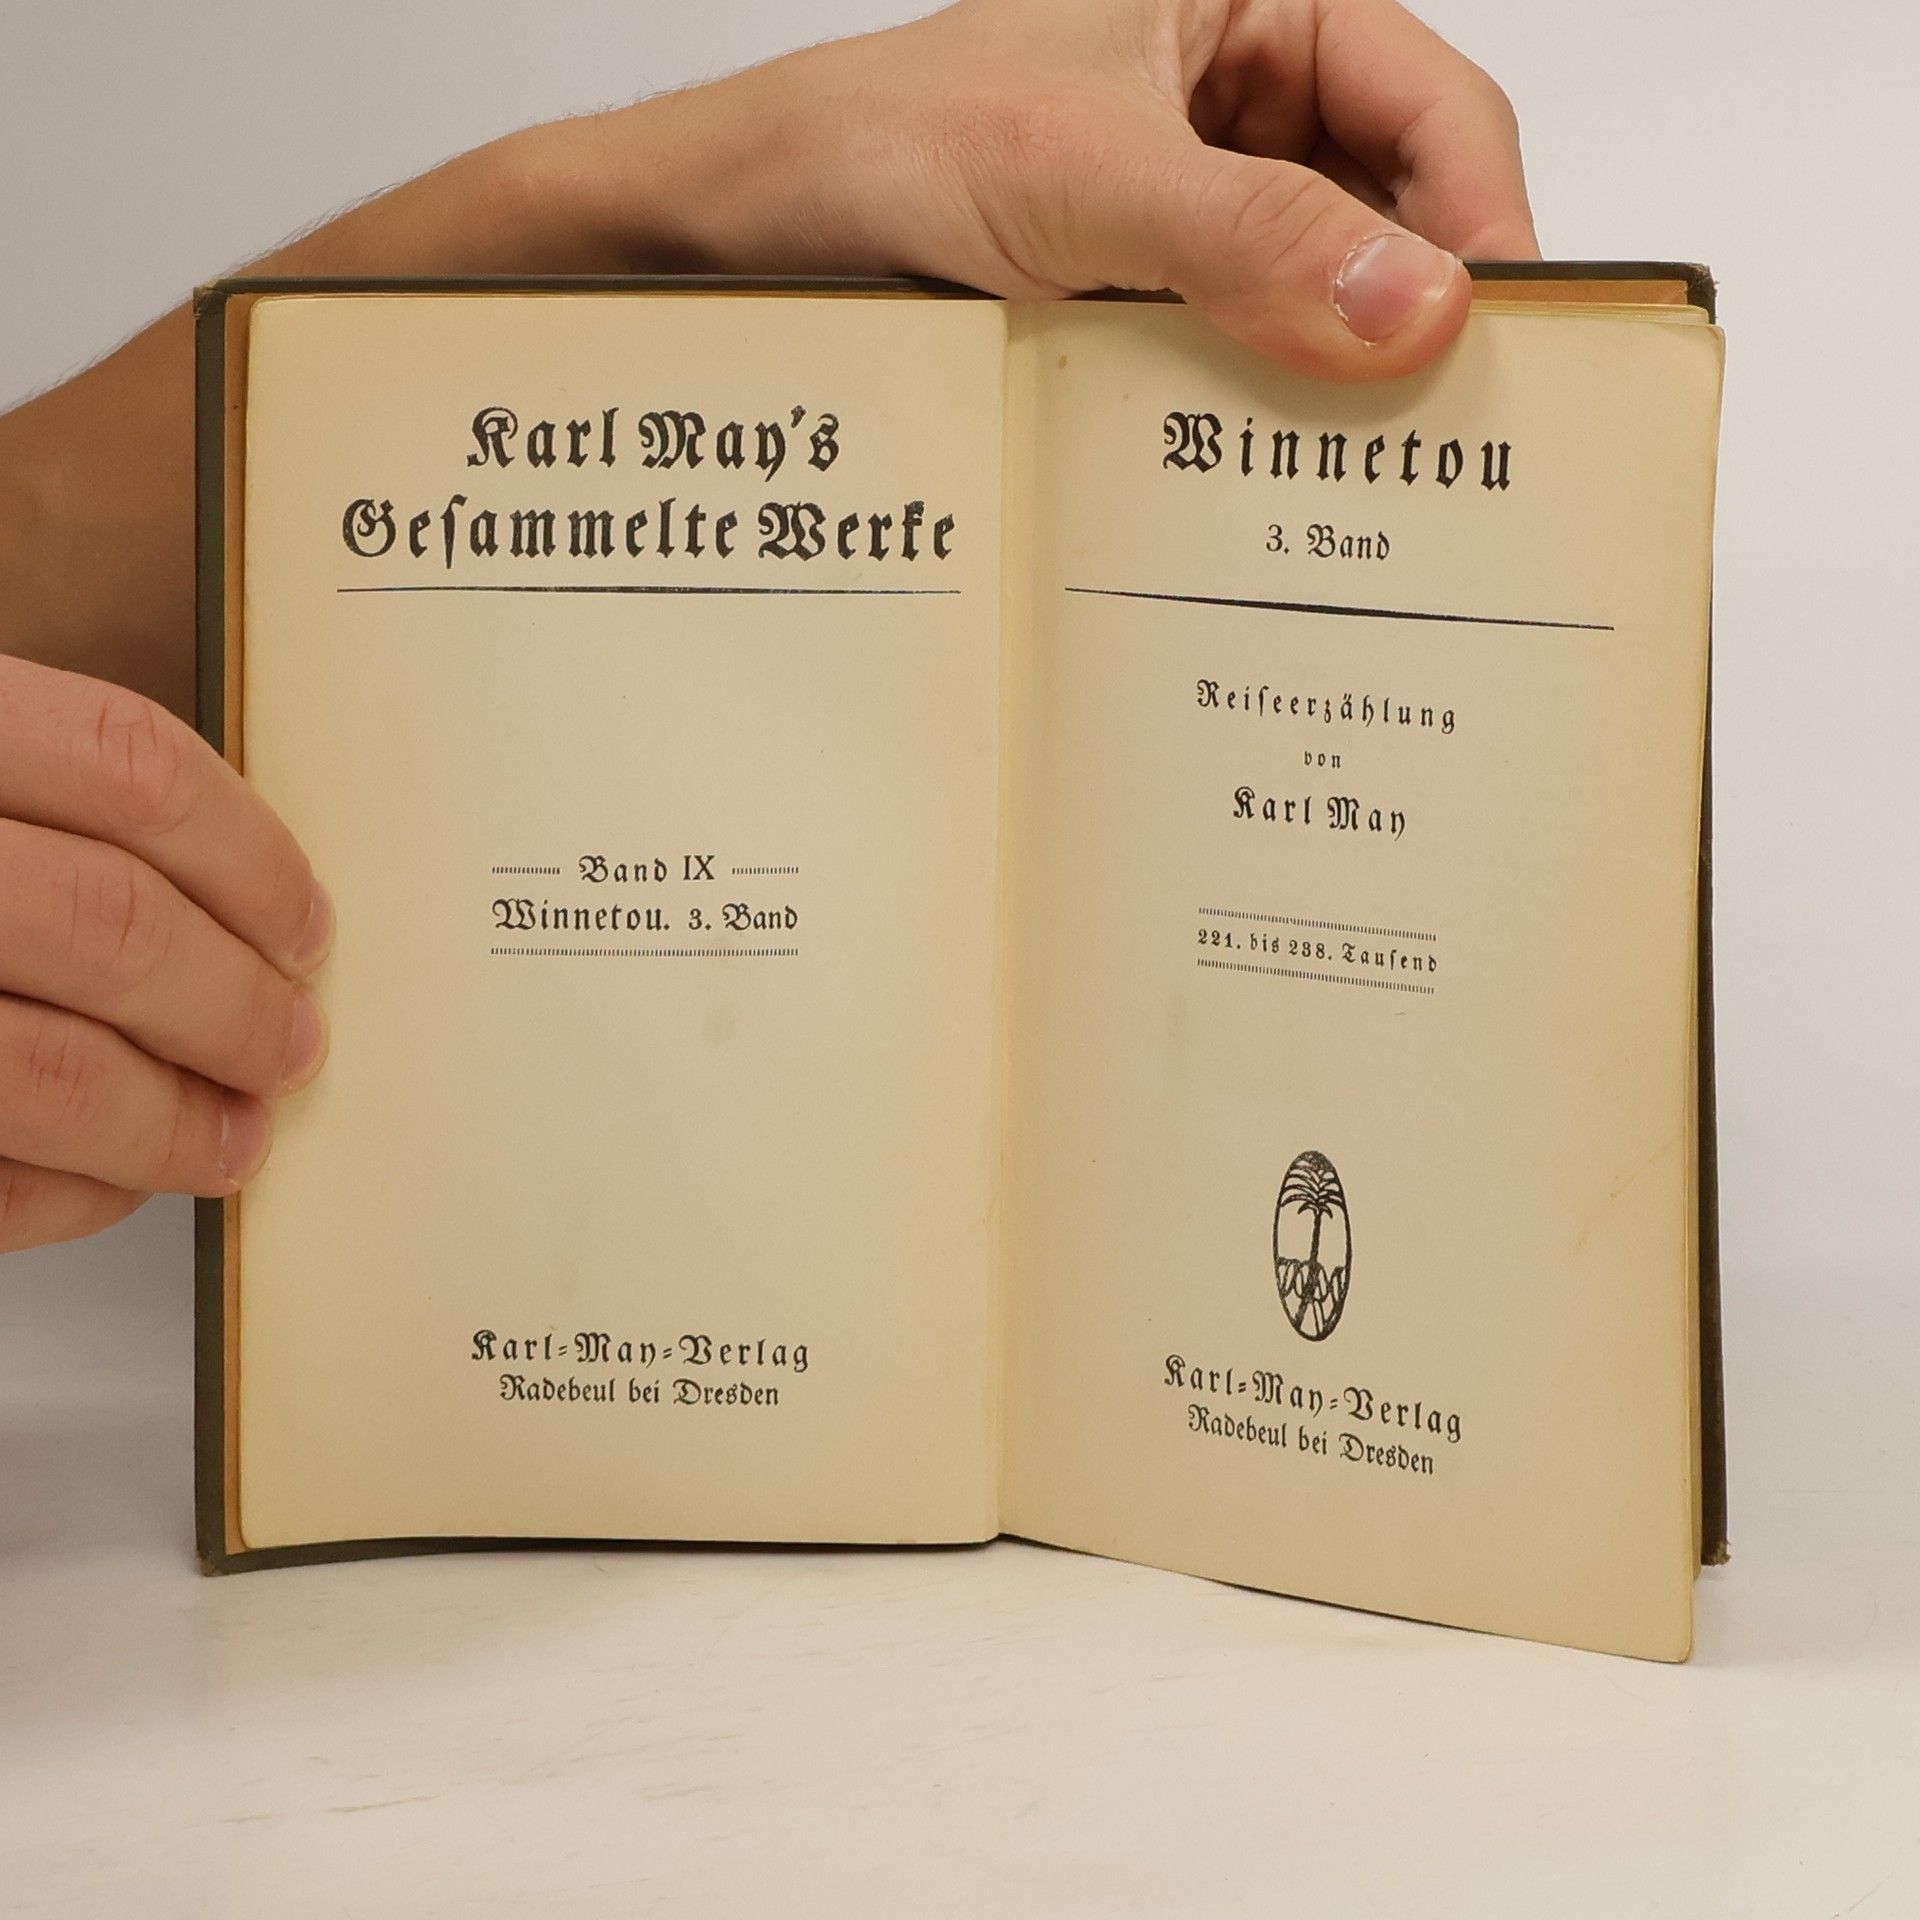 Karl May's
Gesammelte Werke
Band IX
Winnetou. 3. Band
Karl-May-Verlag
Radebeul bei Dresden
Winnetou
3. Band
Reiseerzählung
von
Karl May
221. bis 238. Tausend
Karl-May-Verlag
Radebeul bei Dresden